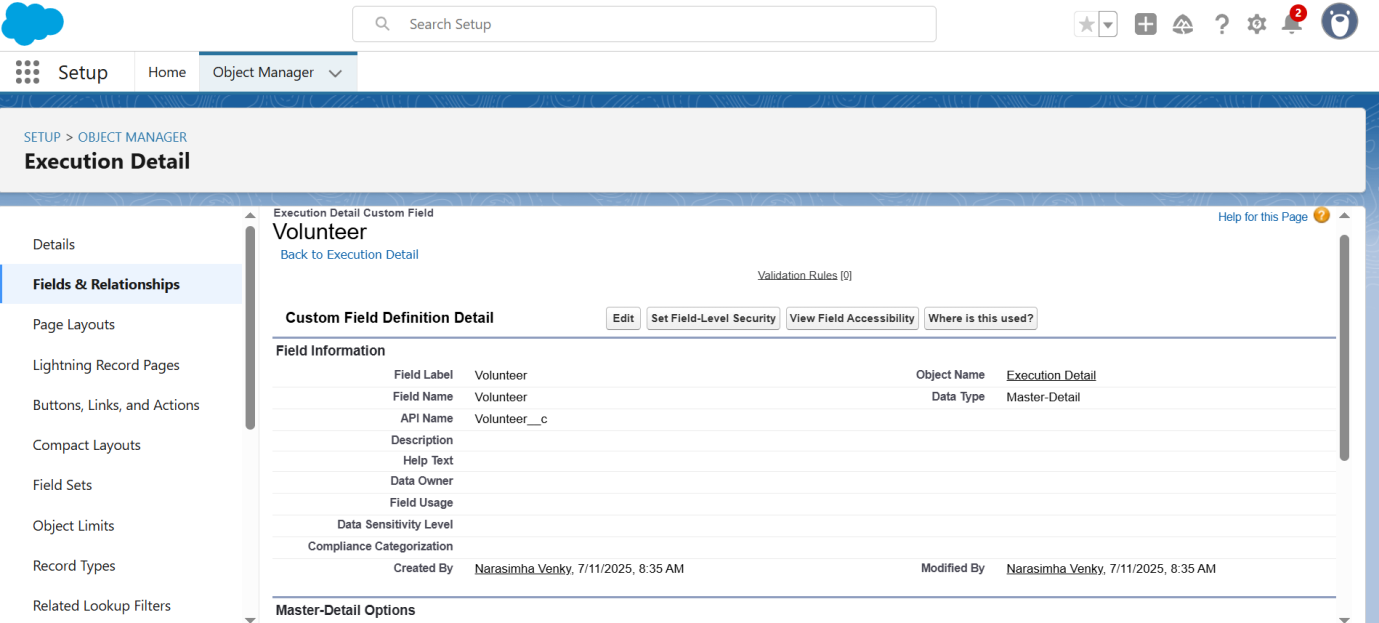 Search Setup
2
Setup
Home
Object Manager
SETUP > OBJECT MANAGER
Execution Detail
Details
Fields & Relationships
Page Layouts
Lightning Record Pages
Buttons, Links, and Actions
Compact Layouts
Field Sets
Object Limits
Record Types
Related Lookup Filters
Execution Detail Custom Field
Volunteer
Help for this Page ?
Back to Execution Detail
Validation Rules [0]
Custom Field Definition Detail Edit Set Field-Level Security View Field Accessibility Where is this used?
Field Information
Field Label Volunteer Object Name Execution Detail
Field Name Volunteer Data Type Master-Detail
API Name Volunteer__c
Description
Help Text
Data Owner
Field Usage
Data Sensitivity Level
Compliance Categorization
Created By Narasimha Venky, 7/11/2025, 8:35 AM Modified By Narasimha Venky, 7/11/2025, 8:35 AM
Master-Detail Options